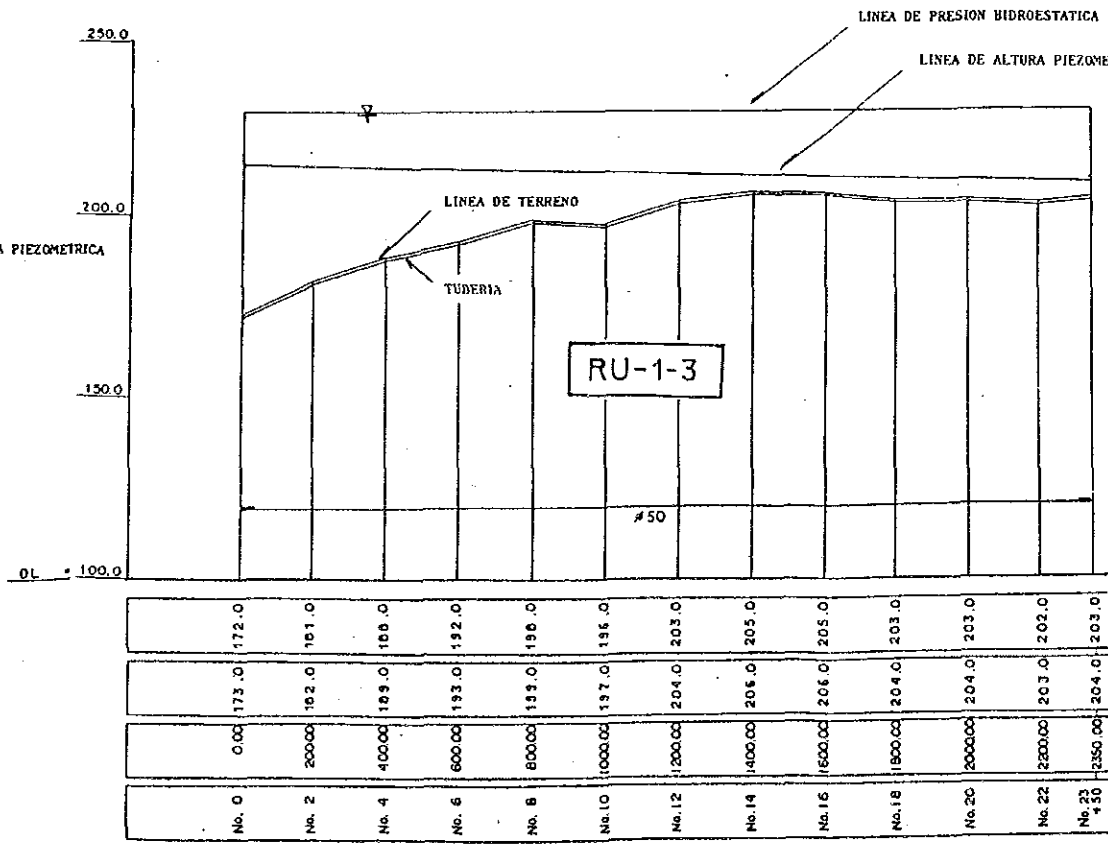 LINEA DE PRESION HIDROESTATICA
250.0
LINEA DE ALTURA PIEZOME
200.0
LINEA DE TERRENO
A PIEZOMETRICA
TUBERIA
RU-1-3
150.0
ø50
DL = 100.0
172.0 181.0 188.0 192.0 198.0 196.0 203.0 205.0 205.0 203.0 203.0 202.0 203.0
173.0 182.0 189.0 193.0 199.0 197.0 204.0 206.0 206.0 204.0 204.0 203.0 204.0
0.00 200.00 400.00 600.00 800.00 1000.00 1200.00 1400.00 1600.00 1800.00 2000.00 2200.00 2350.00
No. 0 No. 2 No. 4 No. 6 No. 8 No. 10 No. 12 No. 14 No. 16 No. 18 No. 20 No. 22 No. 23 +50